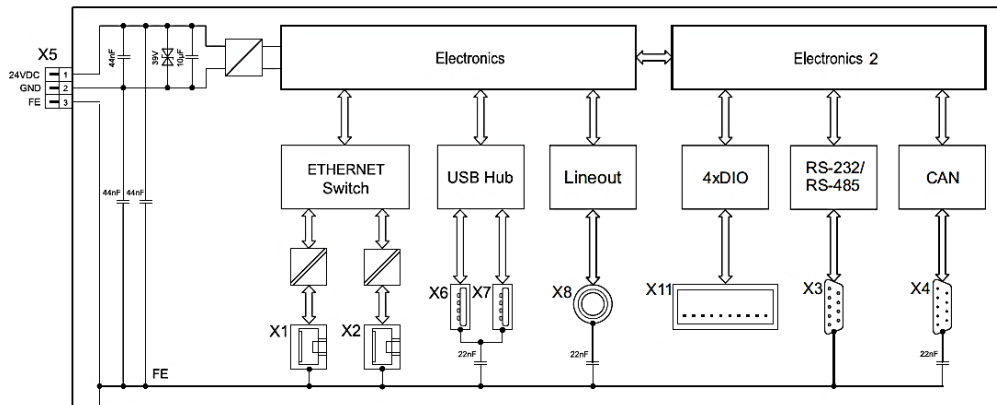 X5
24VDC
1
GND
2
FE
3
44nF
39V
10µF
44nF
44nF
Electronics
Electronics 2
ETHERNET
Switch
USB Hub
Lineout
4xDIO
RS-232/
RS-485
CAN
X1
X2
X6
X7
X8
X11
X3
X4
22nF
22nF
22nF
FE